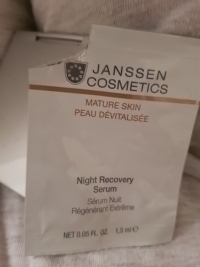 JANSSEN
COSMETICS
MATURE SKIN
PEAU DÉVITALISÉE
Night Recovery
Serum
Sérum Nuit
Régénérant Extrême
NET 0.05 FL. OZ. 1,5 ml ℮